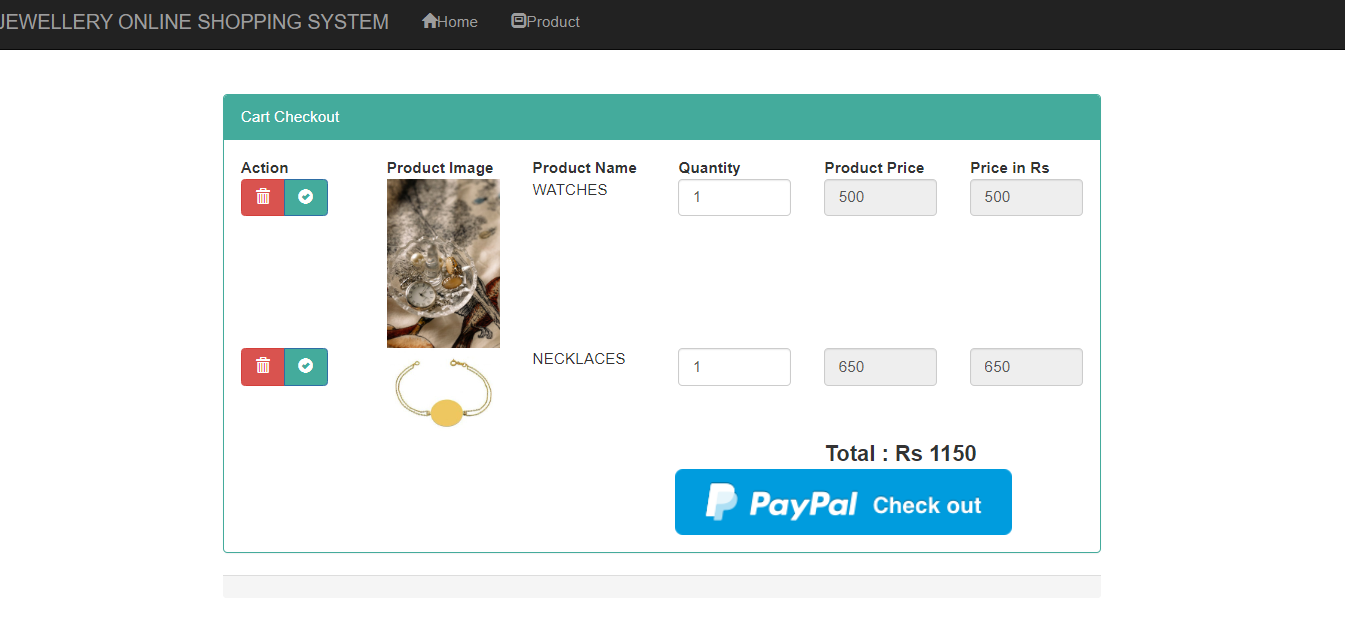 JEWELLERY ONLINE SHOPPING SYSTEM Home Product
Cart Checkout
Action Product Image Product Name Quantity Product Price Price in Rs
WATCHES 1 500 500
NECKLACES 1 650 650
Total : Rs 1150
PayPal Check out